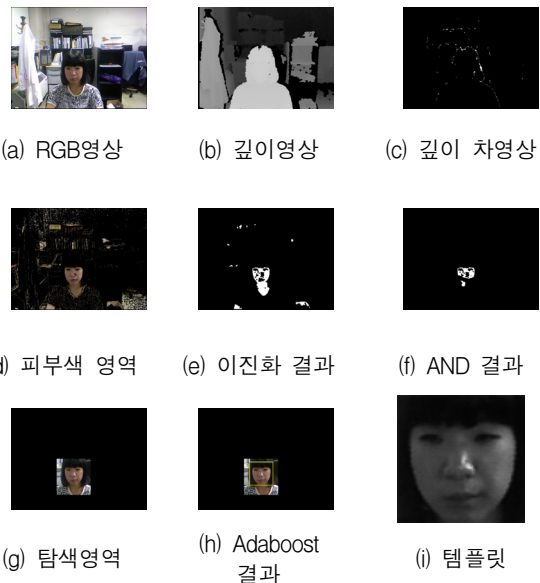 (a) RGB영상
(b) 깊이영상
(c) 깊이 차영상
d) 피부색 영역
(e) 이진화 결과
(f) AND 결과
(g) 탐색영역
(h) Adaboost
결과
(i) 템플릿